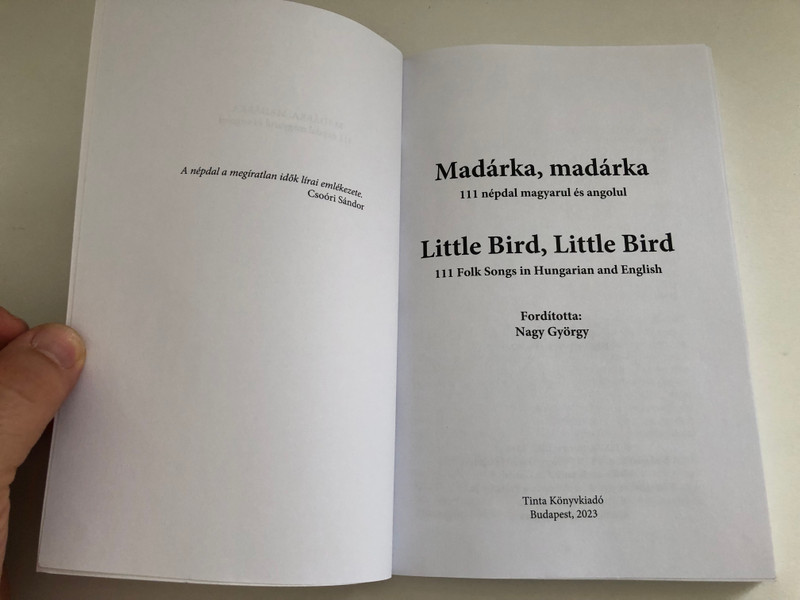 A népdal a megíratlan idők lírai emlékezete.
Csoóri Sándor
Madárka, madárka
111 népdal magyarul és angolul
Little Bird, Little Bird
111 Folk Songs in Hungarian and English
Fordította:
Nagy György
Tinta Könyvkiadó
Budapest, 2023